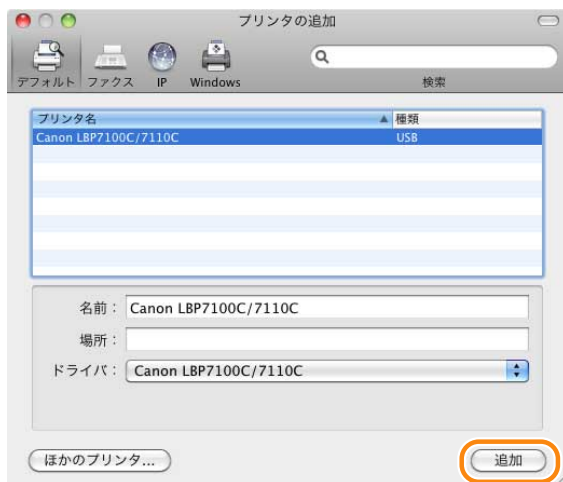 プリンタの追加
デフォルト ファクス IP Windows 検索
プリンタ名 種類
Canon LBP7100C/7110C USB
名前： Canon LBP7100C/7110C
場所：
ドライバ： Canon LBP7100C/7110C
ほかのプリンタ... 追加